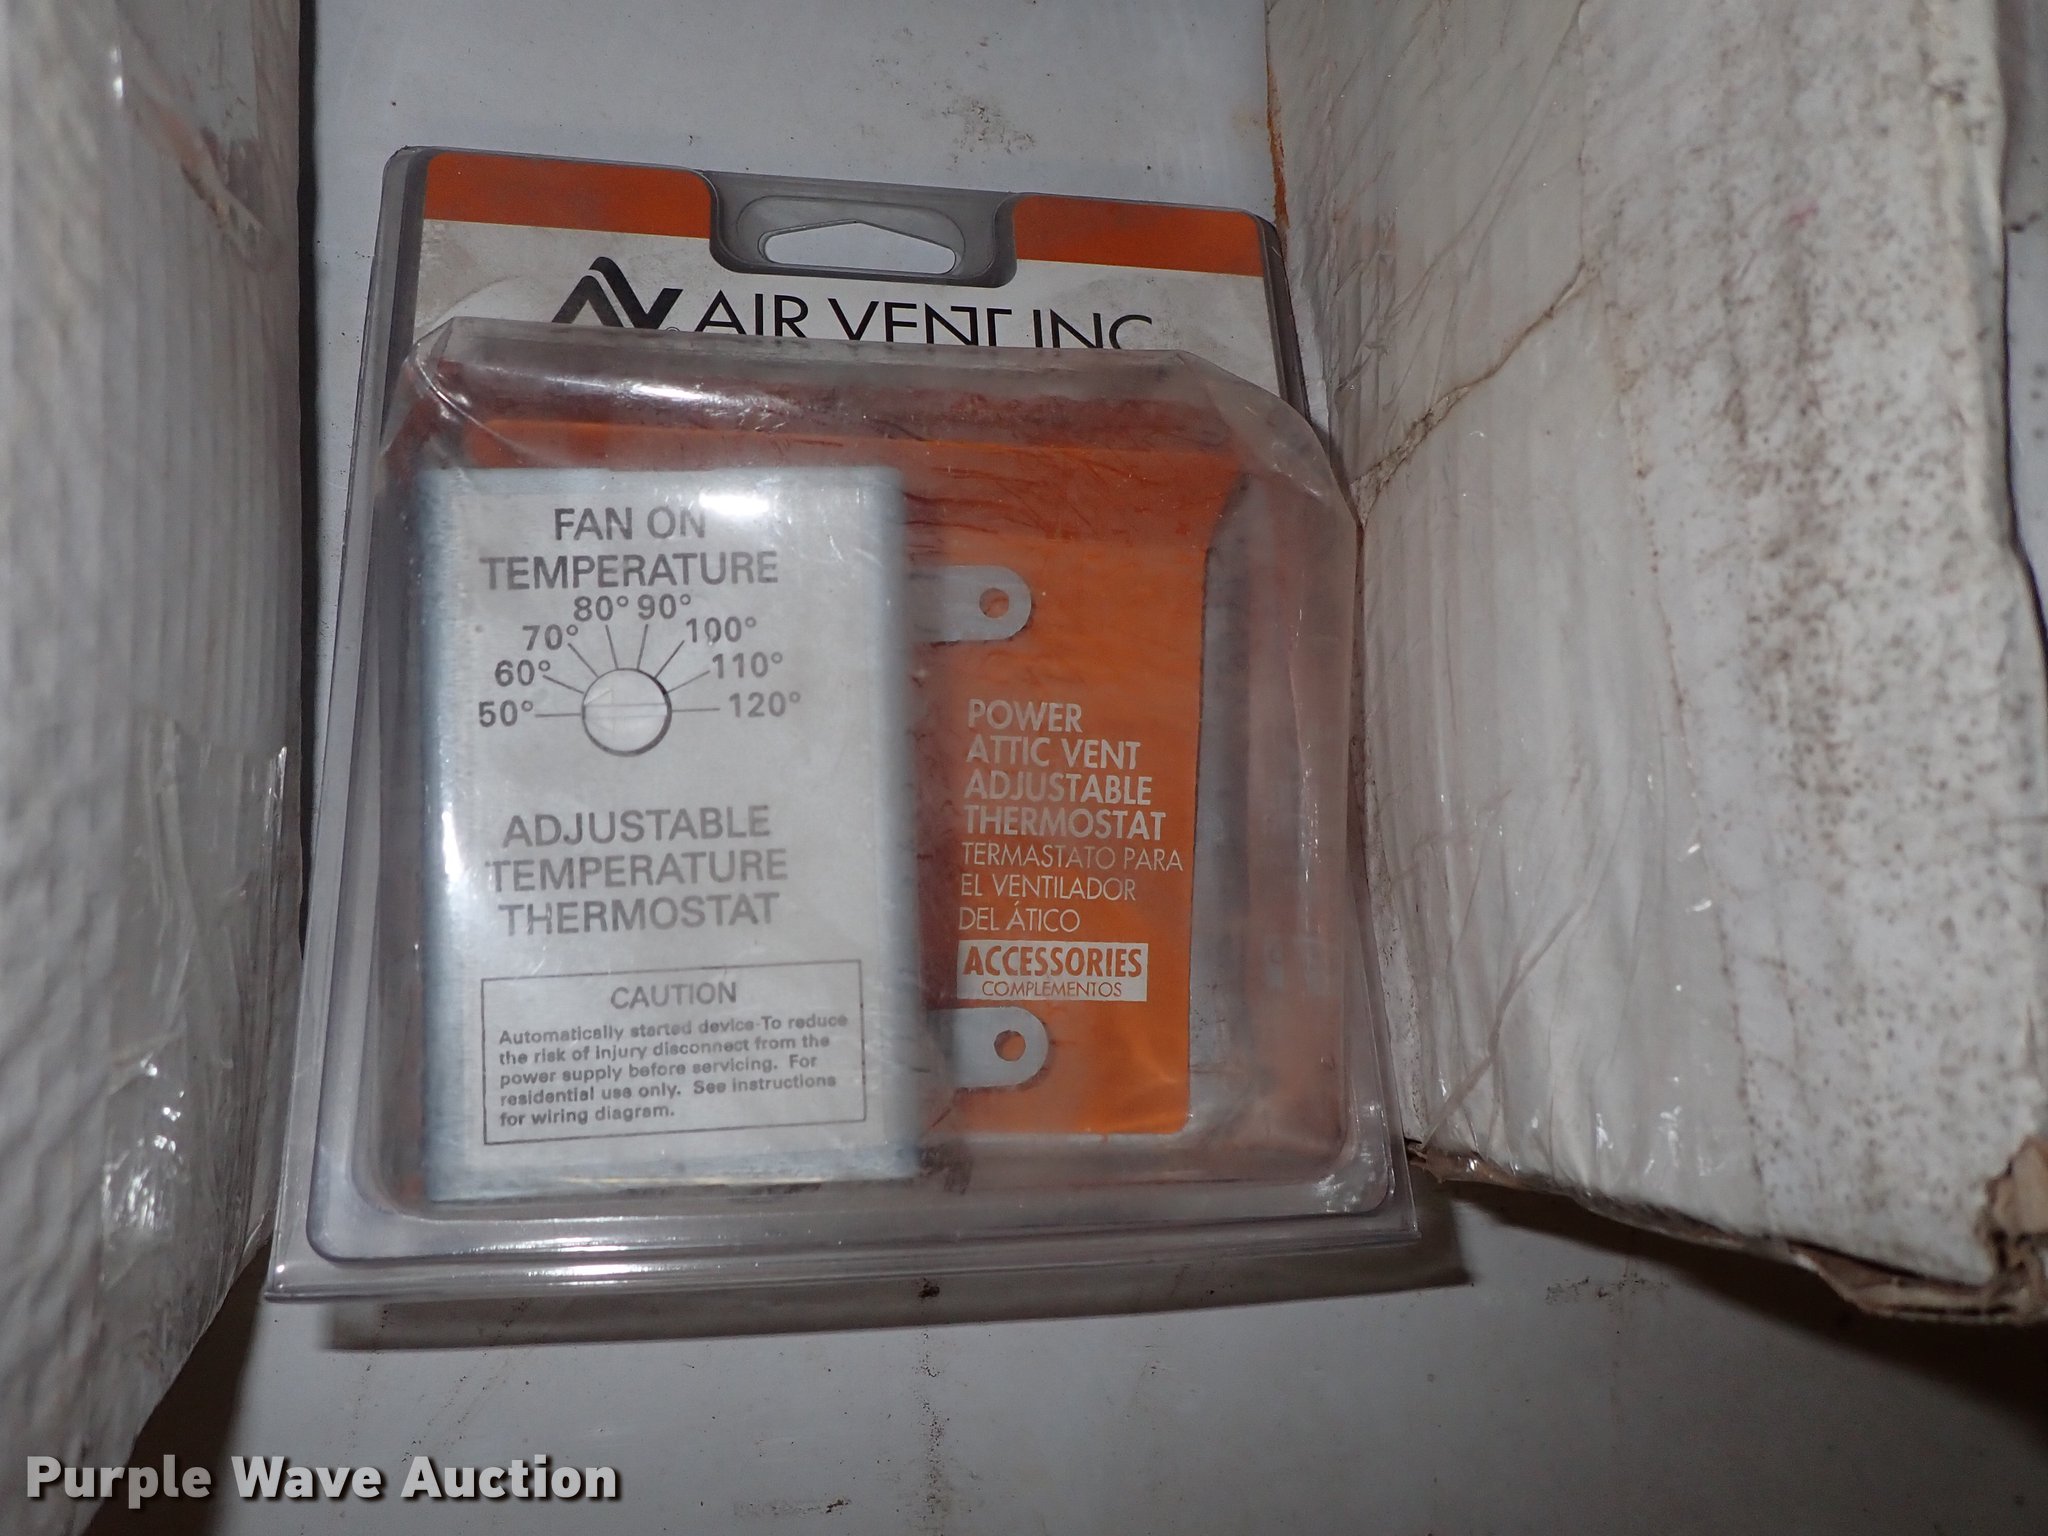 AIR VENT INC
FAN ON
TEMPERATURE
80° 90°
70° 100°
60° 110°
50° 120°
ADJUSTABLE
TEMPERATURE
THERMOSTAT
CAUTION
Automatically started device-To reduce
the risk of injury disconnect from the
power supply before servicing. For
residential use only. See instructions
for wiring diagram.
POWER
ATTIC VENT
ADJUSTABLE
THERMOSTAT
TERMASTATO PARA
EL VENTILADOR
DEL ÁTICO
ACCESSORIES
COMPLEMENTOS
Purple Wave Auction